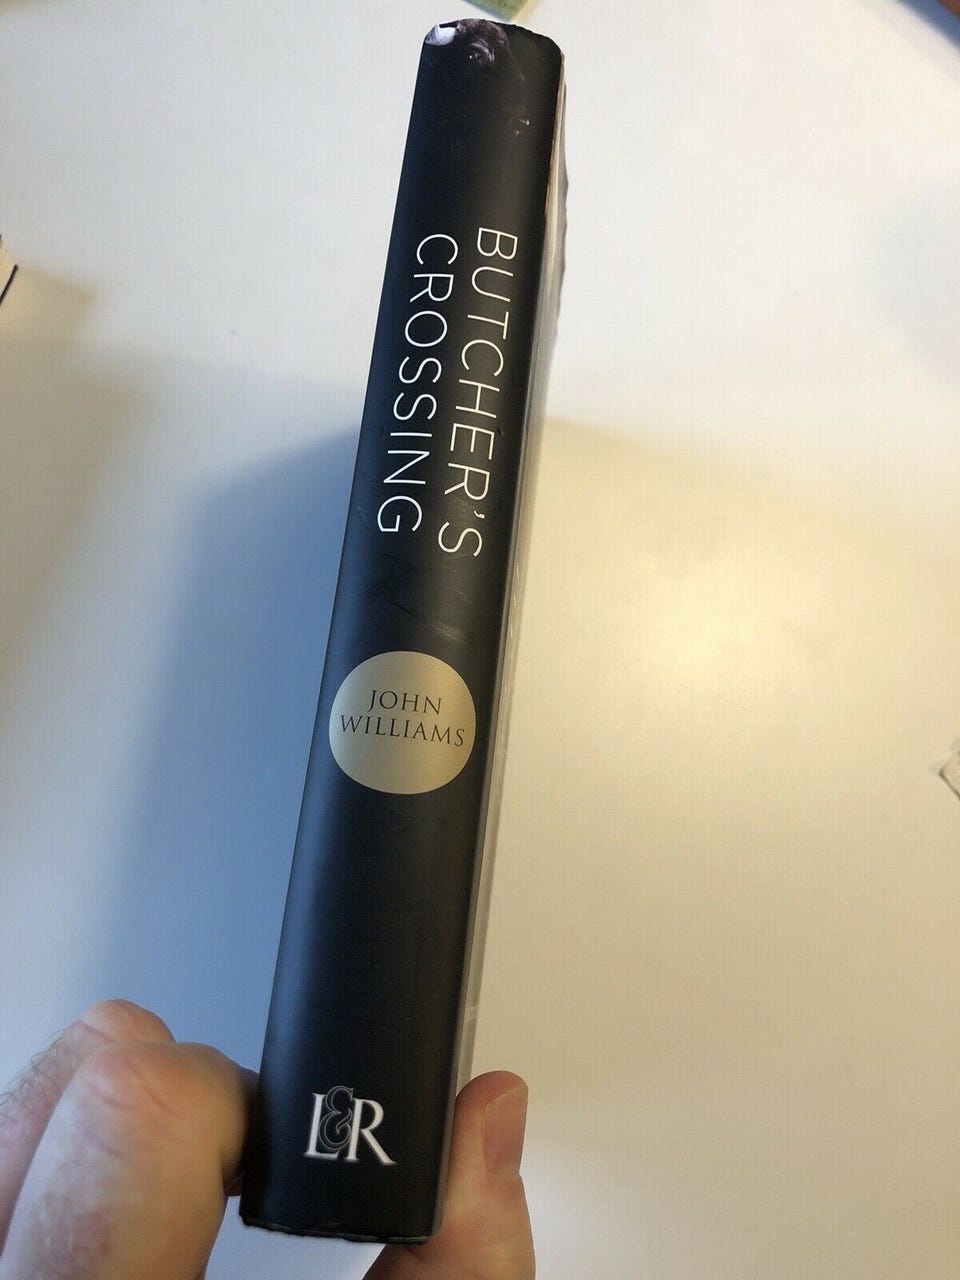 BUTCHER'S
CROSSING
JOHN
WILLIAMS
L&R